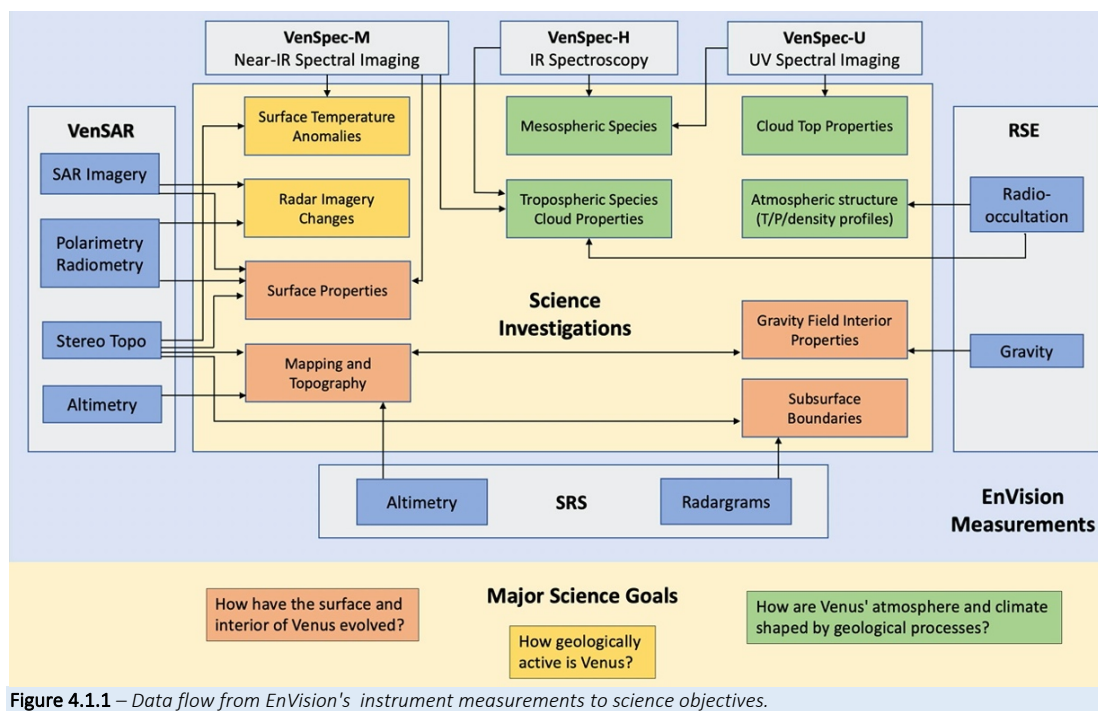 VenSpec-M
Near-IR Spectral Imaging
VenSpec-H
IR Spectroscopy
VenSpec-U
UV Spectral Imaging
VenSAR
SAR Imagery
Polarimetry
Radiometry
Stereo Topo
Altimetry
Surface Temperature
Anomalies
Radar Imagery
Changes
Surface Properties
Mapping and
Topography
Mesospheric Species
Tropospheric Species
Cloud Properties
Cloud Top Properties
Atmospheric structure
(T/P/density profiles)
Science
Investigations
Gravity Field Interior
Properties
Subsurface
Boundaries
RSE
Radio-
occultation
Gravity
Altimetry
SRS
Radargrams
EnVision
Measurements
Major Science Goals
How have the surface and
interior of Venus evolved?
How geologically
active is Venus?
How are Venus' atmosphere and climate
shaped by geological processes?
Figure 4.1.1 – Data flow from EnVision's instrument measurements to science objectives.